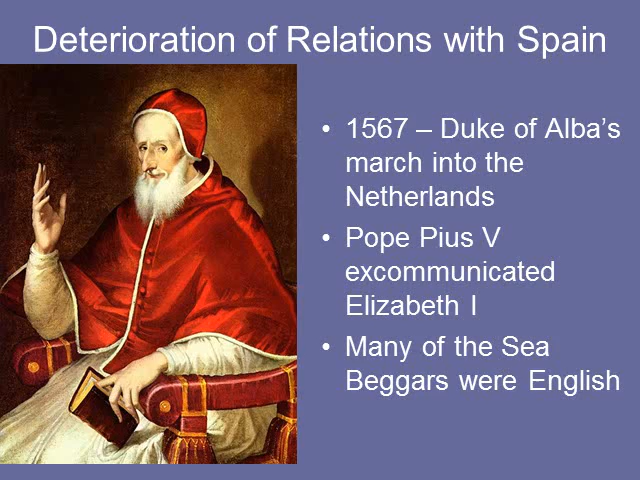 Deterioration of Relations with Spain
• 1567 – Duke of Alba's
march into the
Netherlands
• Pope Pius V
excommunicated
Elizabeth I
• Many of the Sea
Beggars were English